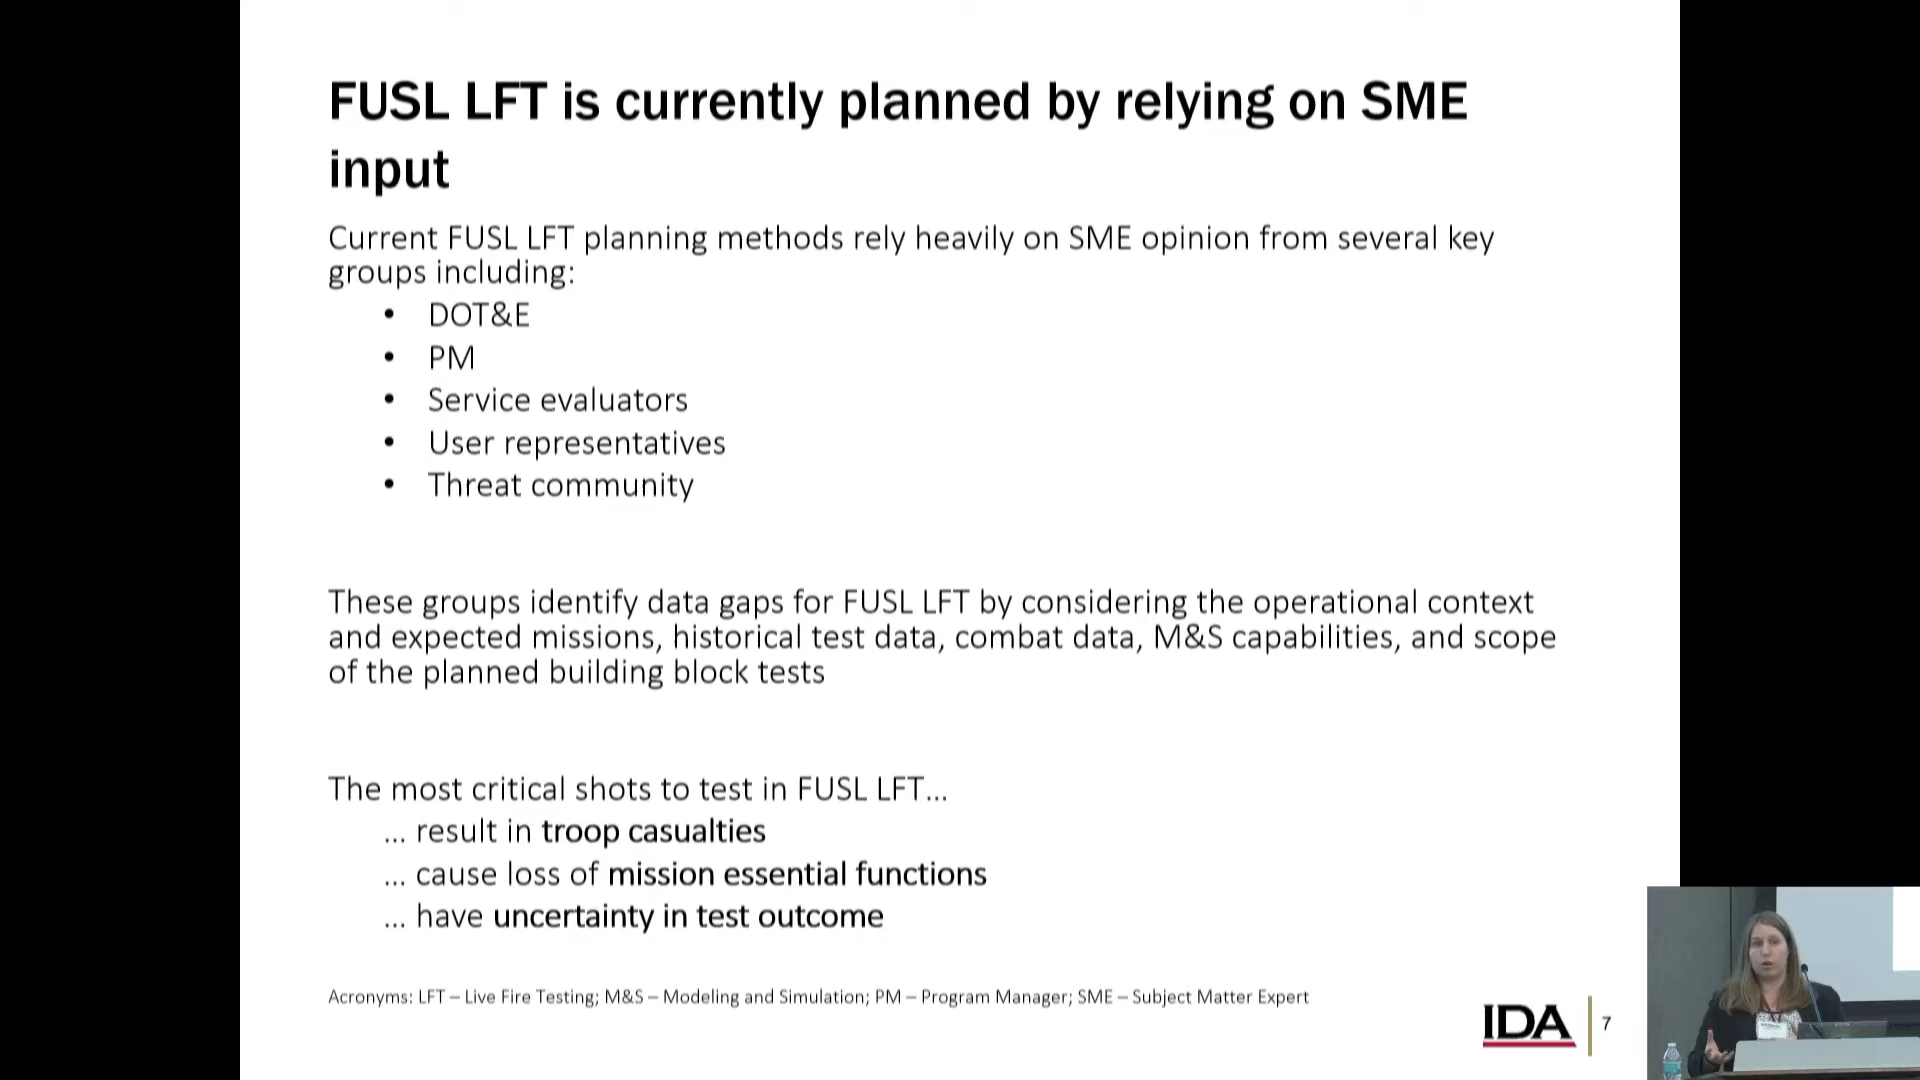 FUSL LFT is currently planned by relying on SME
input
Current FUSL LFT planning methods rely heavily on SME opinion from several key
groups including:
• DOT&E
• PM
• Service evaluators
• User representatives
• Threat community
These groups identify data gaps for FUSL LFT by considering the operational context
and expected missions, historical test data, combat data, M&S capabilities, and scope
of the planned building block tests
The most critical shots to test in FUSL LFT...
... result in troop casualties
... cause loss of mission essential functions
... have uncertainty in test outcome
Acronyms: LFT – Live Fire Testing; M&S – Modeling and Simulation; PM – Program Manager; SME – Subject Matter Expert
IDA
7